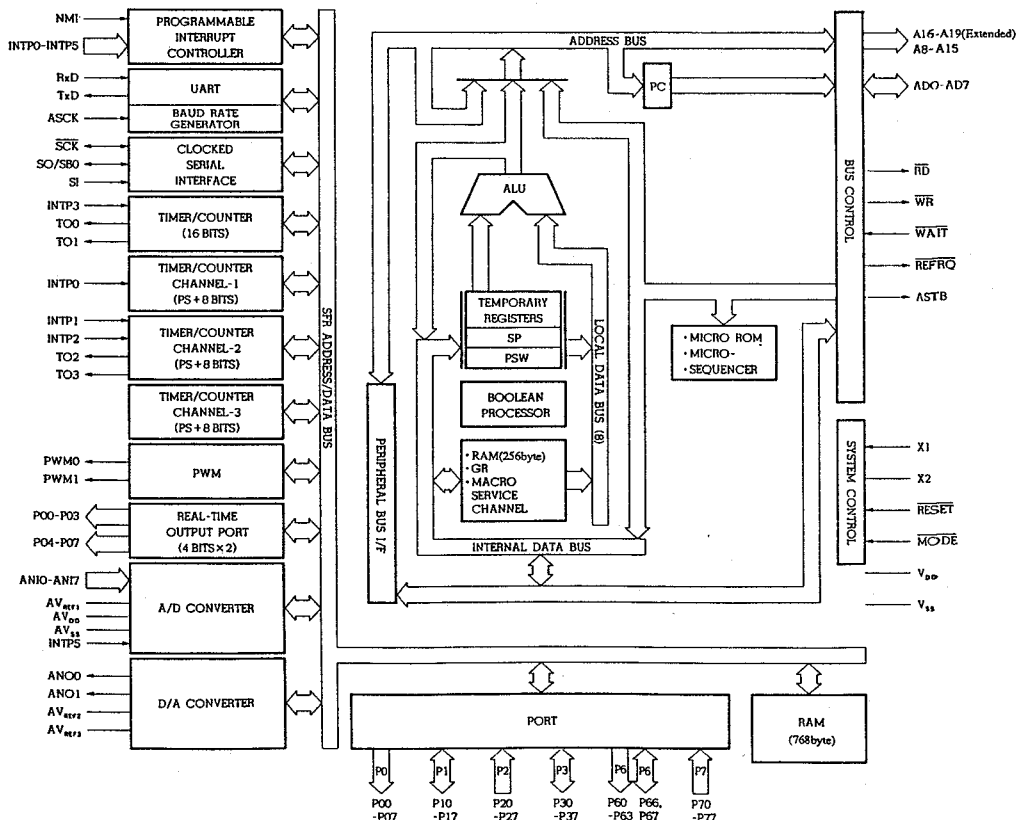 NMI
INTP0-INTP5
PROGRAMMABLE
INTERRUPT
CONTROLLER
RxD
TxD
ASCK
UART
BAUD RATE
GENERATOR
SCK
SO/SB0
SI
CLOCKED
SERIAL
INTERFACE
INTP3
TO0
TO1
TIMER/COUNTER
(16 BITS)
INTP0
TIMER/COUNTER
CHANNEL-1
(PS+8 BITS)
INTP1
INTP2
TO2
TO3
TIMER/COUNTER
CHANNEL-2
(PS+8 BITS)
TIMER/COUNTER
CHANNEL-3
(PS+8 BITS)
PWM0
PWM1
PWM
P00-P03
P04-P07
REAL-TIME
OUTPUT PORT
(4 BITS×2)
ANI0-ANI7
AVREF1
AVDD
AVSS
INTP5
A/D CONVERTER
ANO0
ANO1
AVREF2
AVREF3
D/A CONVERTER
SFR ADDRESS/DATA BUS
PERIPHERAL BUS I/F
ADDRESS BUS
PC
ALU
TEMPORARY
REGISTERS
SP
PSW
BOOLEAN
PROCESSOR
• RAM(256byte)
• GR
• MACRO
SERVICE
CHANNEL
LOCAL DATA BUS (8)
INTERNAL DATA BUS
• MICRO ROM
• MICRO-
SEQUENCER
BUS CONTROL
A16-A19(Extended)
A8-A15
AD0-AD7
RD
WR
WAIT
REFRQ
ASTB
SYSTEM CONTROL
X1
X2
RESET
MODE
VDD
VSS
PORT
RAM
(768byte)
P0
P1
P2
P3
P6
P6
P7
P00
-P07
P10
-P17
P20
-P27
P30
-P37
P60
-P63
P66,
P67
P70
-P77